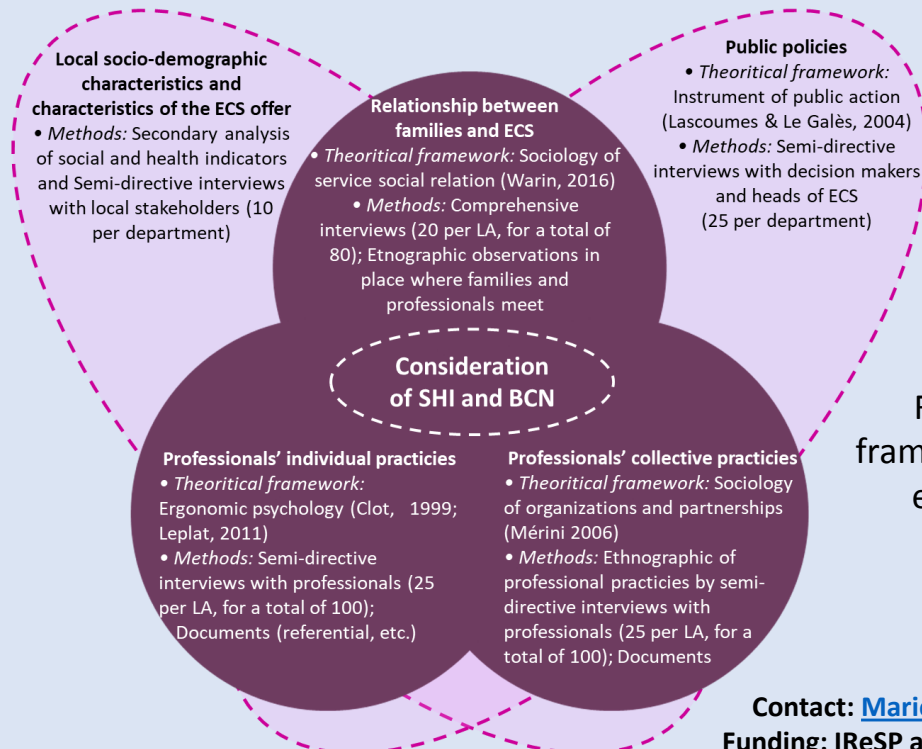 Local socio-demographic
characteristics and
characteristics of the ECS offer
• Methods: Secondary analysis
of social and health indicators
and Semi-directive interviews
with local stakeholders (10
per department)
Relationship between
families and ECS
• Theoritical framework: Sociology of
service social relation (Warin, 2016)
• Methods: Comprehensive
interviews (20 per LA, for a total of
80); Etnographic observations in
place where families and
professionals meet
Public policies
• Theoritical framework:
Instrument of public action
(Lascoumes & Le Galès, 2004)
• Methods: Semi-directive
interviews with decision makers
and heads of ECS
(25 per department)
Consideration
of SHI and BCN
Professionals’ individual practicies
• Theoritical framework:
Ergonomic psychology (Clot, 1999;
Leplat, 2011)
• Methods: Semi-directive
interviews with professionals (25
per LA, for a total of 100);
Documents (referential, etc.)
Professionals’ collective practicies
• Theoritical framework: Sociology
of organizations and partnerships
(Mérini 2006)
• Methods: Ethnographic of
professional practicies by semi-
directive interviews with
professionals (25 per LA, for a
total of 100); Documents
fram
Contact: Mari
Funding: IReSP a